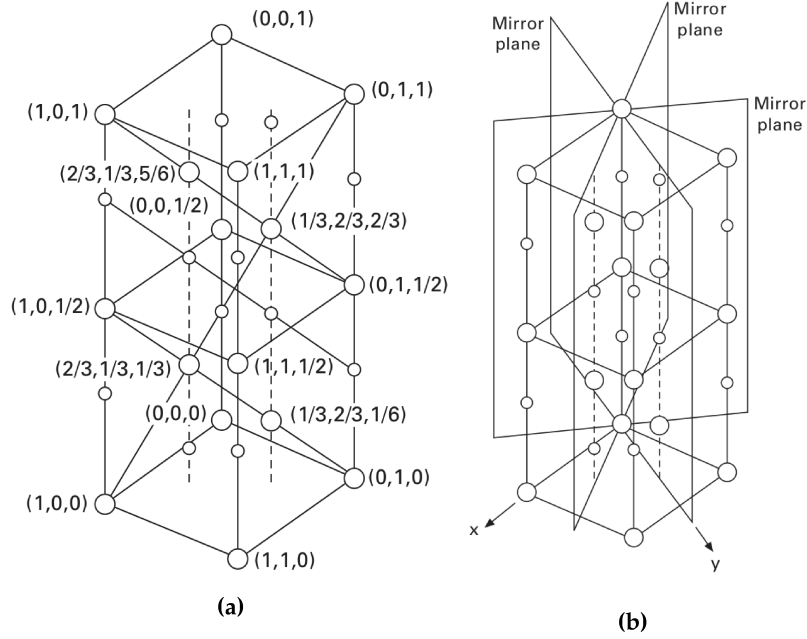 (0,0,1)
(0,1,1)
(1,0,1)
(1,1,1)
(2/3,1/3,5/6)
(0,0,1/2)
(1/3,2/3,2/3)
(0,1,1/2)
(1,0,1/2)
(1,1,1/2)
(2/3,1/3,1/3)
(0,0,0)
(1/3,2/3,1/6)
(0,1,0)
(1,0,0)
(1,1,0)
(a)
Mirror
plane
Mirror
plane
Mirror
plane
x
y
(b)